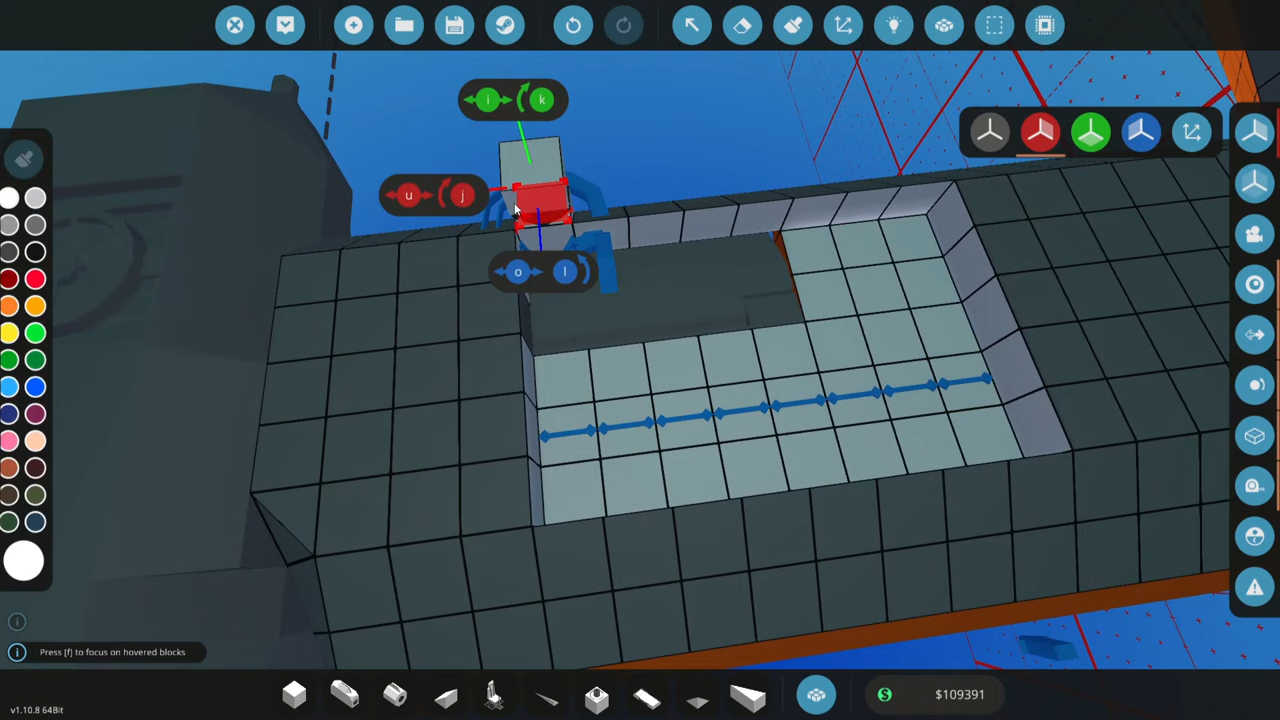 i k
u j
o l
Press [f] to focus on hovered blocks
v1.10.8 64Bit
$ $109391